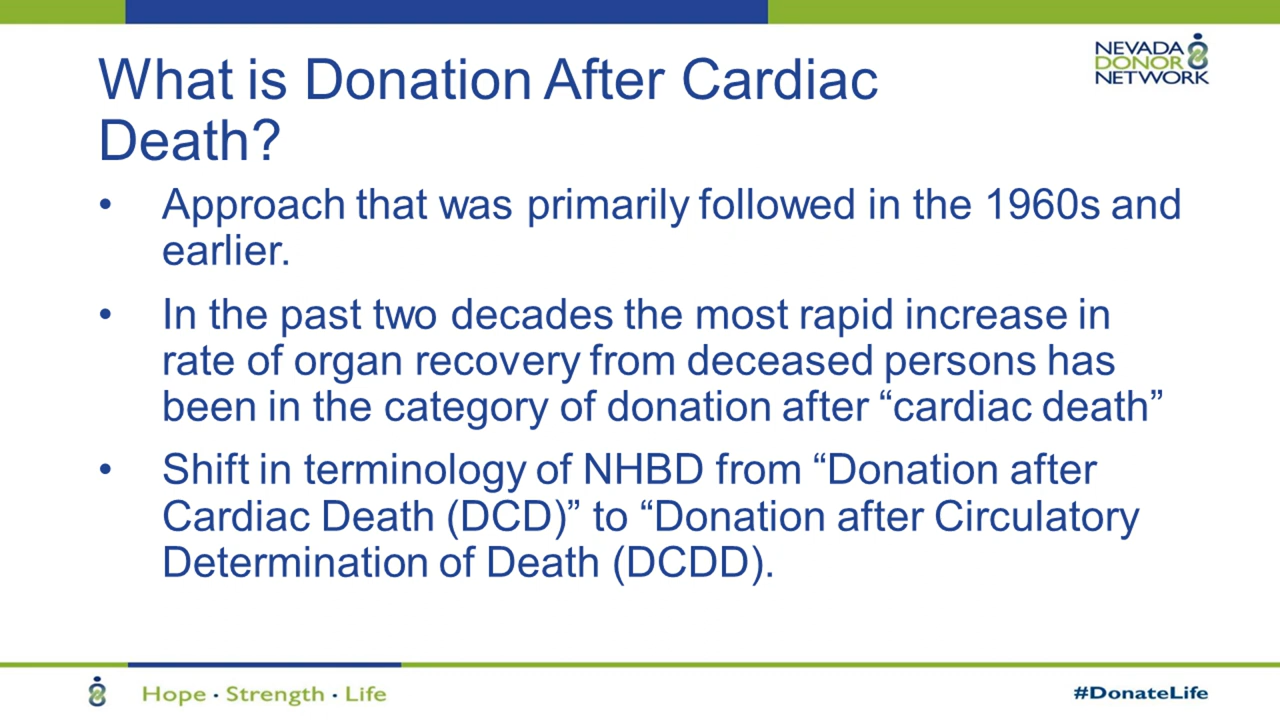 NEVADA
DONOR
NETWORK
What is Donation After Cardiac
Death?
• Approach that was primarily followed in the 1960s and
earlier.
• In the past two decades the most rapid increase in
rate of organ recovery from deceased persons has
been in the category of donation after “cardiac death”
• Shift in terminology of NHBD from “Donation after
Cardiac Death (DCD)” to “Donation after Circulatory
Determination of Death (DCDD).
Hope · Strength · Life
#DonateLife